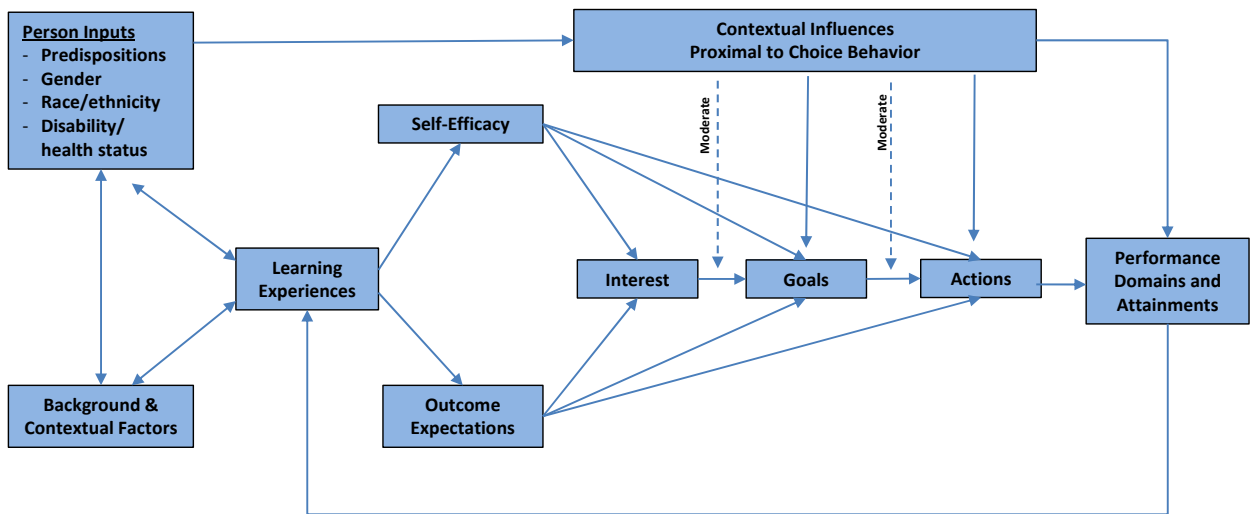 Person Inputs
- Predispositions
- Gender
- Race/ethnicity
- Disability/
health status
Contextual Influences
Proximal to Choice Behavior
Moderate
Moderate
Self-Efficacy
Learning
Experiences
Interest
Goals
Actions
Performance
Domains and
Attainments
Background &
Contextual Factors
Outcome
Expectations